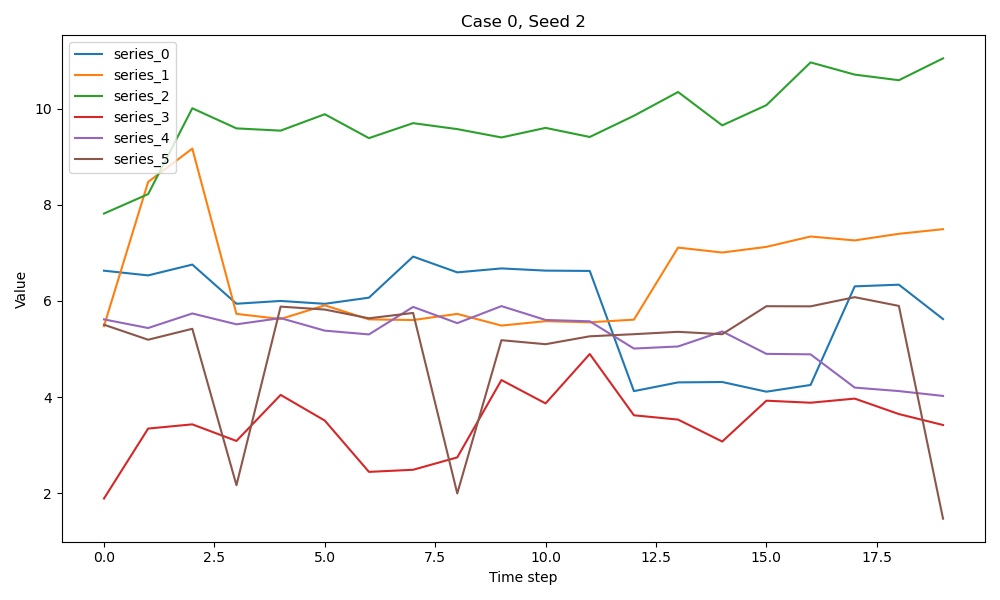 Case 0, Seed 2
series_0
series_1
series_2
series_3
series_4
series_5
Value
10
8
6
4
2
0.0 2.5 5.0 7.5 10.0 12.5 15.0 17.5
Time step